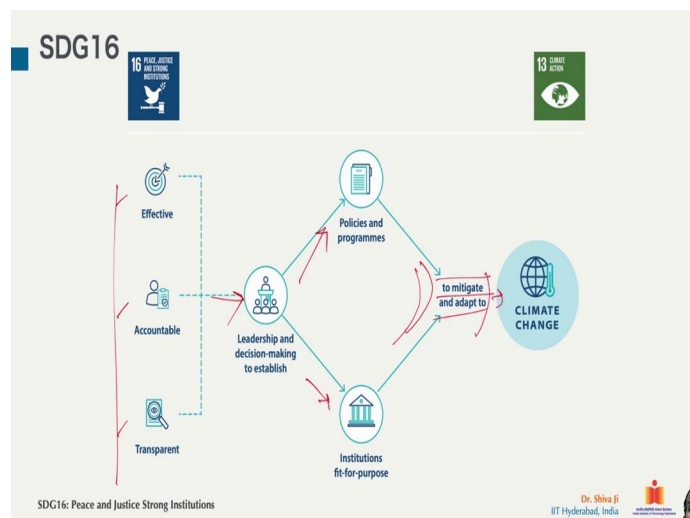 SDG16
16 PEACE, JUSTICE
AND STRONG
INSTITUTIONS
13 CLIMATE
ACTION
Effective
Accountable
Transparent
Leadership and
decision-making
to establish
Policies and
programmes
Institutions
fit-for-purpose
to mitigate
and adapt to
CLIMATE
CHANGE
SDG16: Peace and Justice Strong Institutions
Dr. Shiva Ji
IIT Hyderabad, India